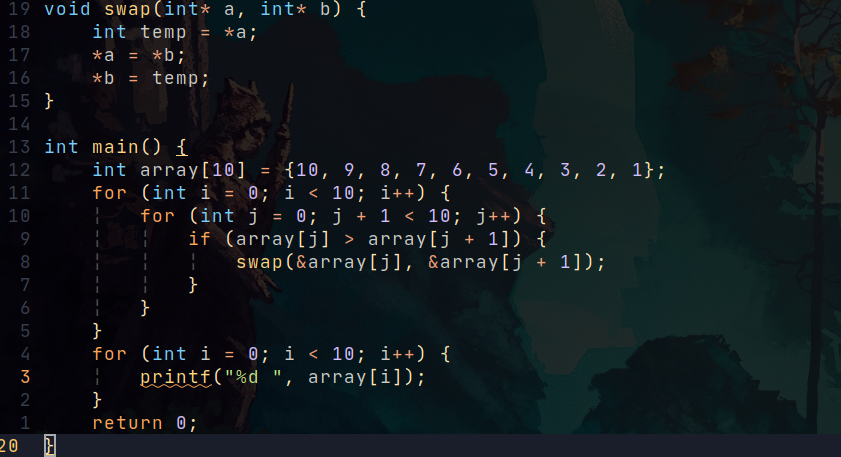 19 void swap(int* a, int* b) {
18     int temp = *a;
17     *a = *b;
16     *b = temp;
15 }
14
13 int main() {
12     int array[10] = {10, 9, 8, 7, 6, 5, 4, 3, 2, 1};
11     for (int i = 0; i < 10; i++) {
10         for (int j = 0; j + 1 < 10; j++) {
9             if (array[j] > array[j + 1]) {
8                 swap(&array[j], &array[j + 1]);
7             }
6         }
5     }
4     for (int i = 0; i < 10; i++) {
3         printf("%d ", array[i]);
2     }
1     return 0;
20 }